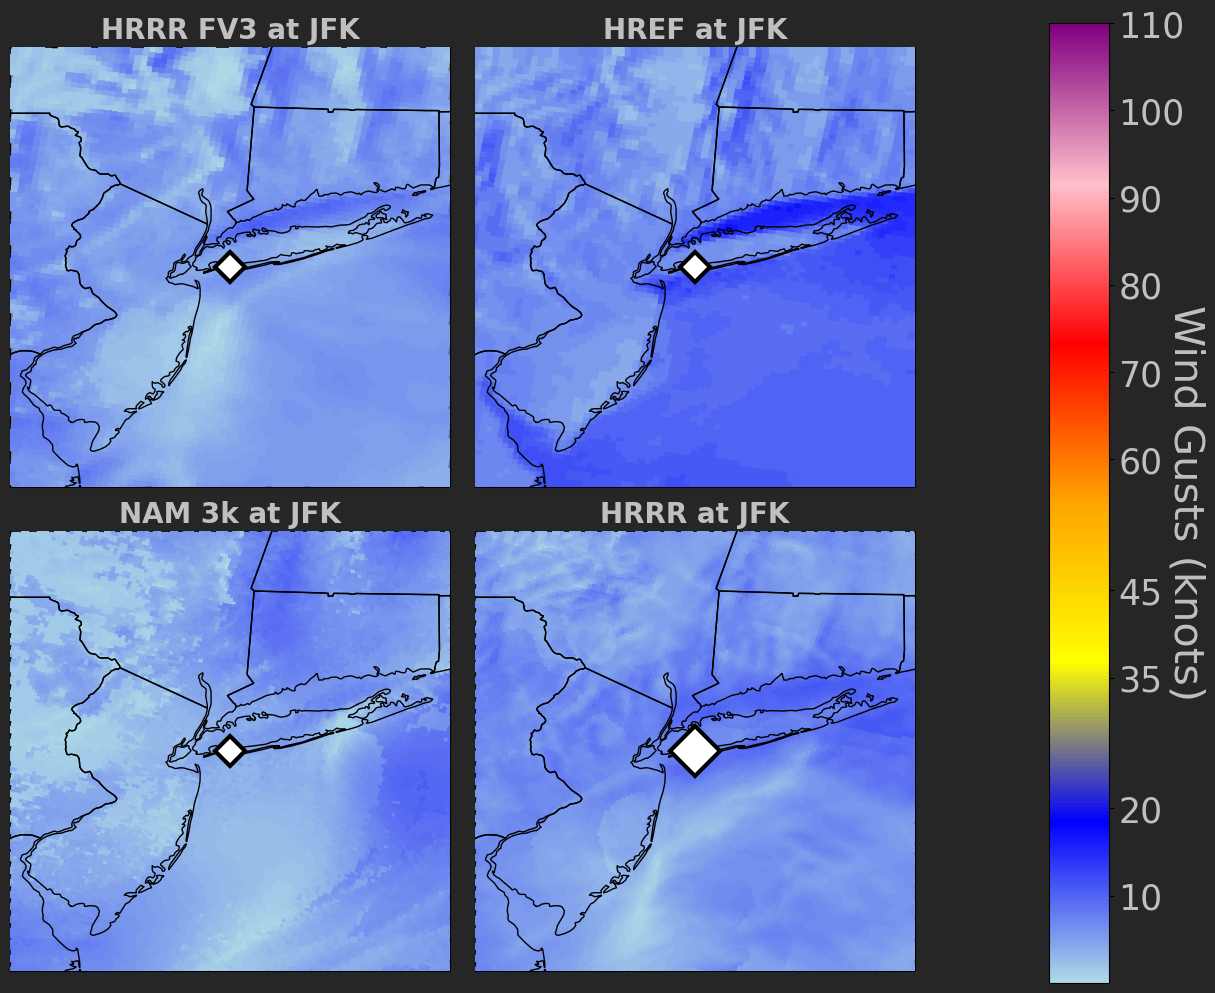 HRRR FV3 at JFK
HREF at JFK
NAM 3k at JFK
HRRR at JFK
110
100
90
80
70
60
45
35
20
10
Wind Gusts (knots)